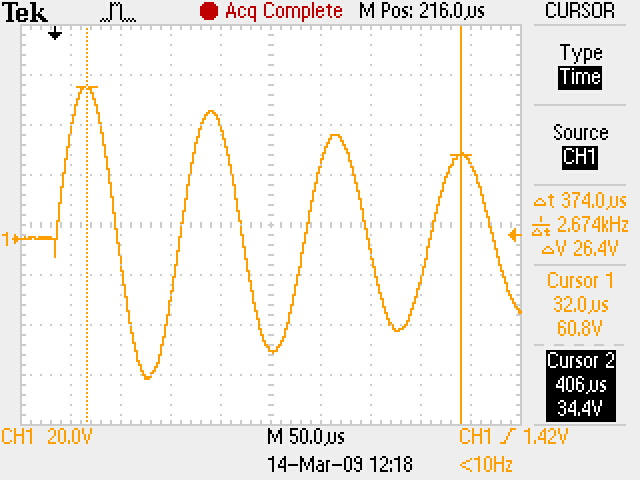 Tek Acq Complete M Pos: 216.0µs CURSOR
Type
Time
Source
CH1
Δt 374.0µs
1/Δt 2.674kHz
ΔV 26.4V
1
Cursor 1
32.0µs
60.8V
Cursor 2
406µs
34.4V
CH1 20.0V M 50.0µs CH1 1.42V
14-Mar-09 12:18 <10Hz